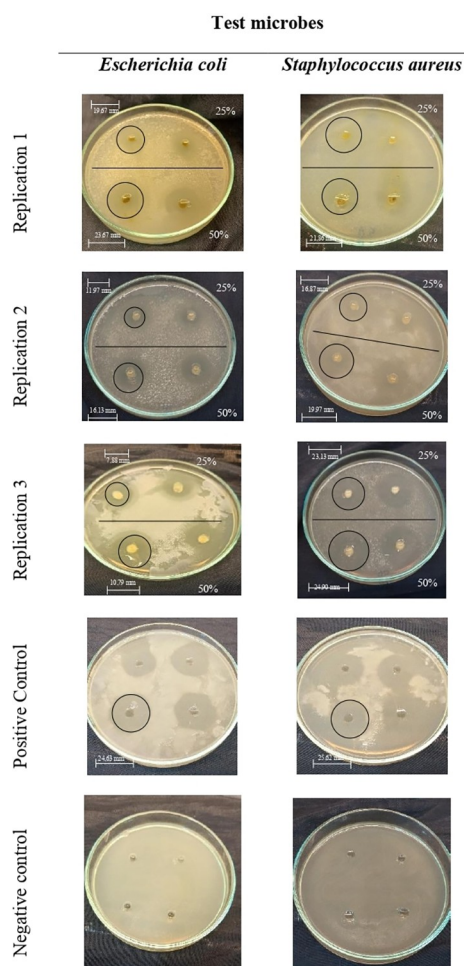 Test microbes
Escherichia coli Staphylococcus aureus
Replication 1
19.67 mm
25%
23.67 mm
50%
25%
21.86 mm
50%
Replication 2
11.97 mm
25%
16.13 mm
50%
16.87 mm
25%
19.97 mm
50%
Replication 3
7.88 mm
25%
10.79 mm
50%
23.13 mm
25%
24.90 mm
50%
Positive Control
24.63 mm
25.62 mm
Negative control